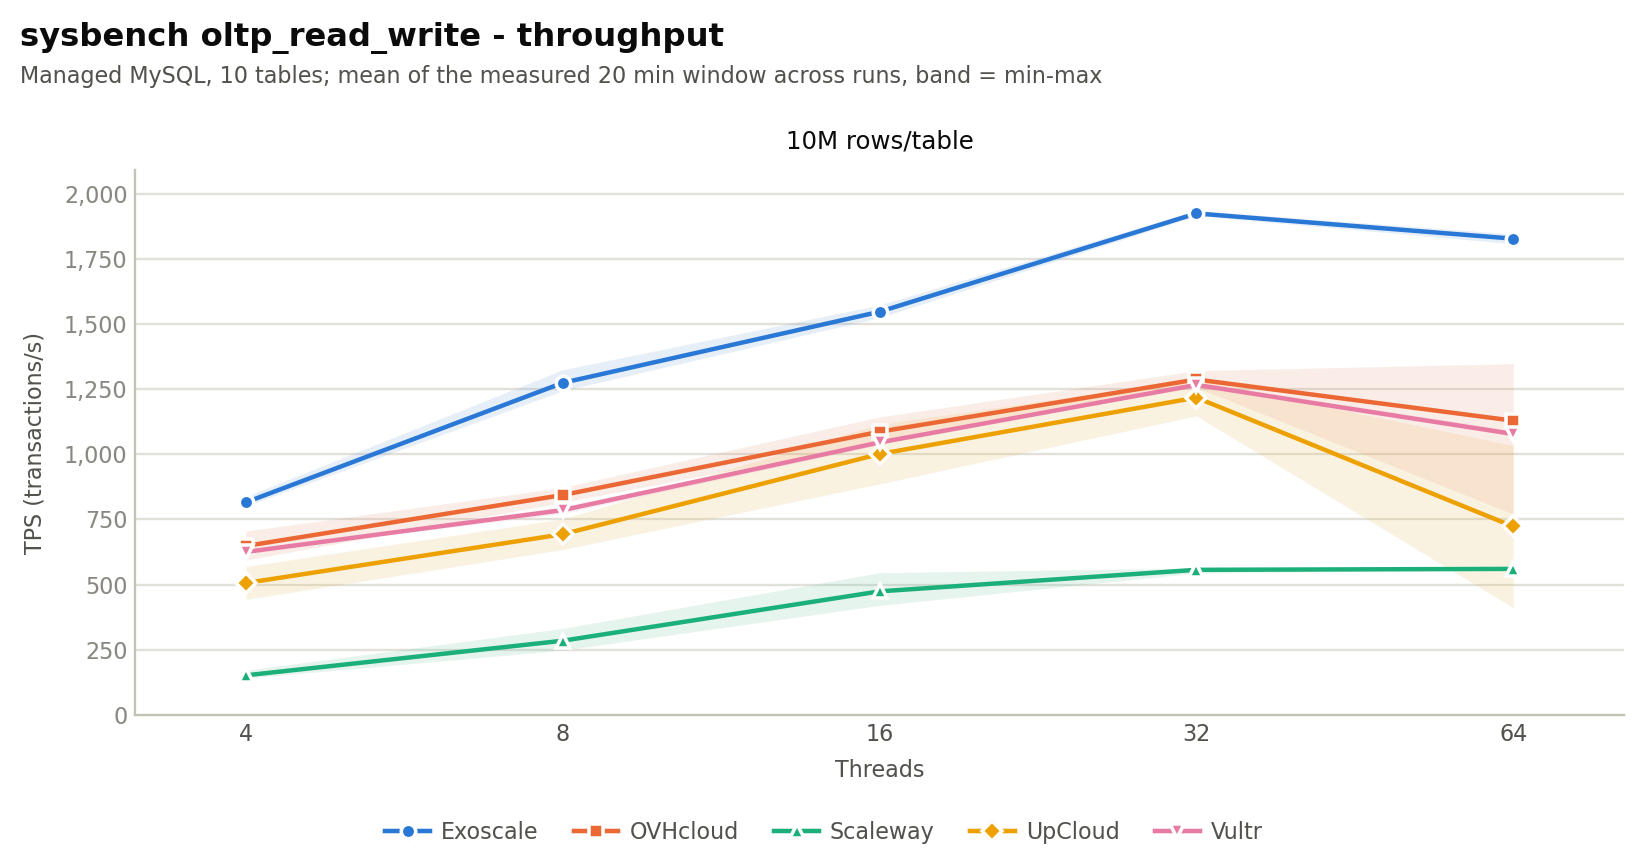 sysbench oltp_read_write - throughput
Managed MySQL, 10 tables; mean of the measured 20 min window across runs, band = min-max
10M rows/table
TPS (transactions/s)
2,000
1,750
1,500
1,250
1,000
750
500
250
0
4 8 16 32 64
Threads
Exoscale OVHcloud Scaleway UpCloud Vultr